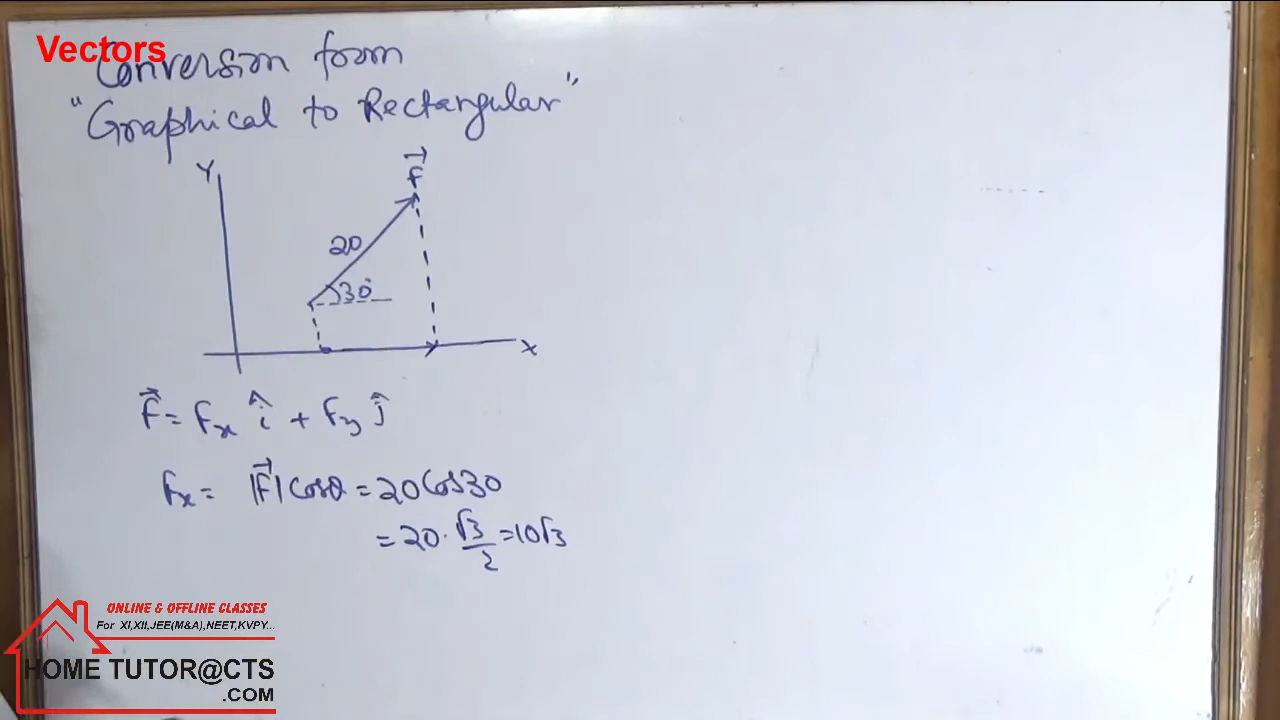 Vectors
Conversion form
"Graphical to Rectangular"
Y
F⃗
20
30°
X
F⃗ = Fx î + Fy ĵ
Fx = |F⃗| Cosθ = 20 Cos30
= 20 · √3/2 = 10√3
ONLINE & OFFLINE CLASSES
For XI,XII,JEE(M&A),NEET,KVPY...
HOME TUTOR@CTS
.COM